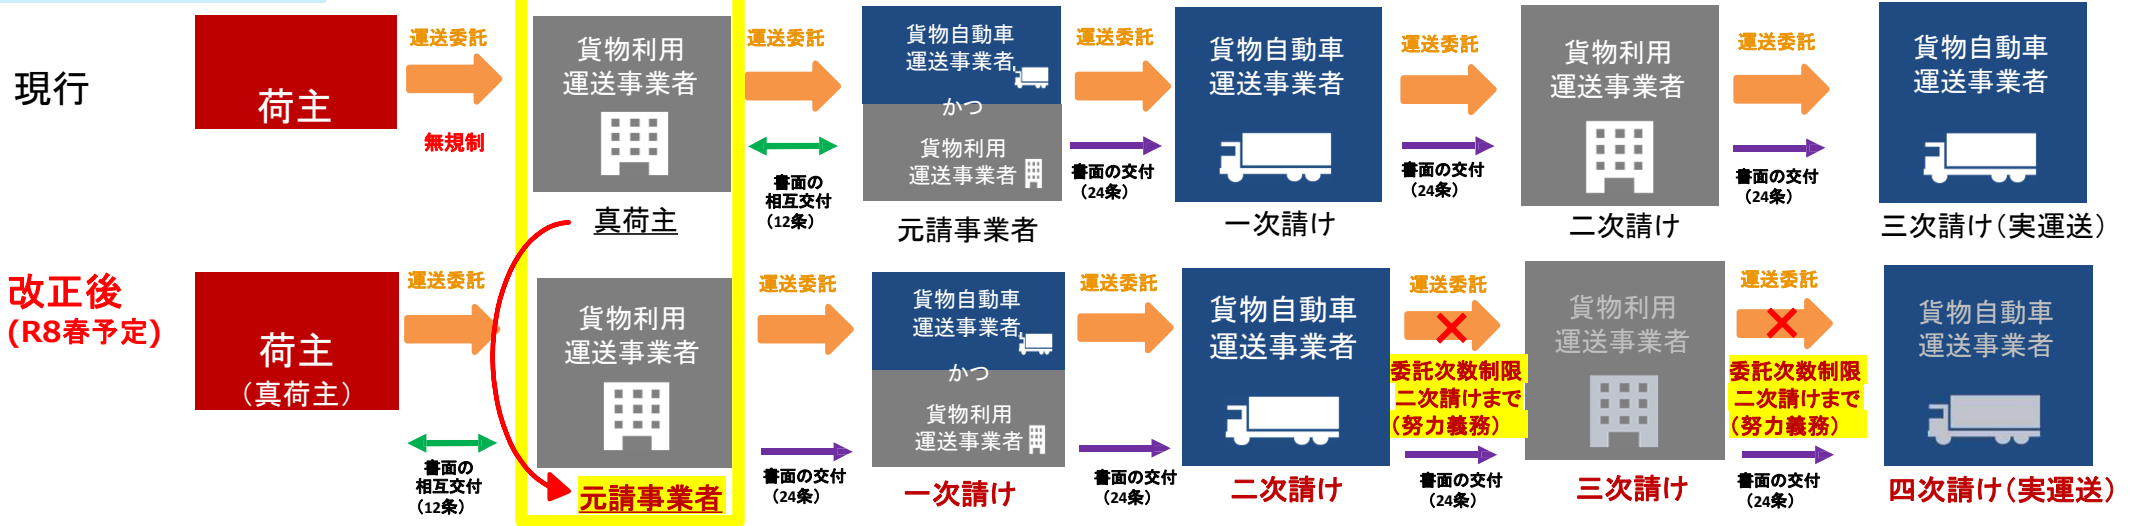 現行
荷主
運送委託
無規制
貨物利用
運送事業者
真荷主
運送委託
書面の
相互交付
(12条)
貨物自動車
運送事業者
かつ
貨物利用
運送事業者
元請事業者
運送委託
書面の交付
(24条)
貨物自動車
運送事業者
一次請け
運送委託
書面の交付
(24条)
貨物利用
運送事業者
二次請け
運送委託
書面の交付
(24条)
貨物自動車
運送事業者
三次請け(実運送)
改正後
(R8春予定)
荷主
(真荷主)
運送委託
書面の
相互交付
(12条)
貨物利用
運送事業者
元請事業者
運送委託
書面の交付
(24条)
貨物自動車
運送事業者
かつ
貨物利用
運送事業者
一次請け
運送委託
書面の交付
(24条)
貨物自動車
運送事業者
二次請け
運送委託
委託次数制限
二次請けまで
(努力義務)
書面の交付
(24条)
貨物利用
運送事業者
三次請け
運送委託
委託次数制限
二次請けまで
(努力義務)
書面の交付
(24条)
貨物自動車
運送事業者
四次請け(実運送)